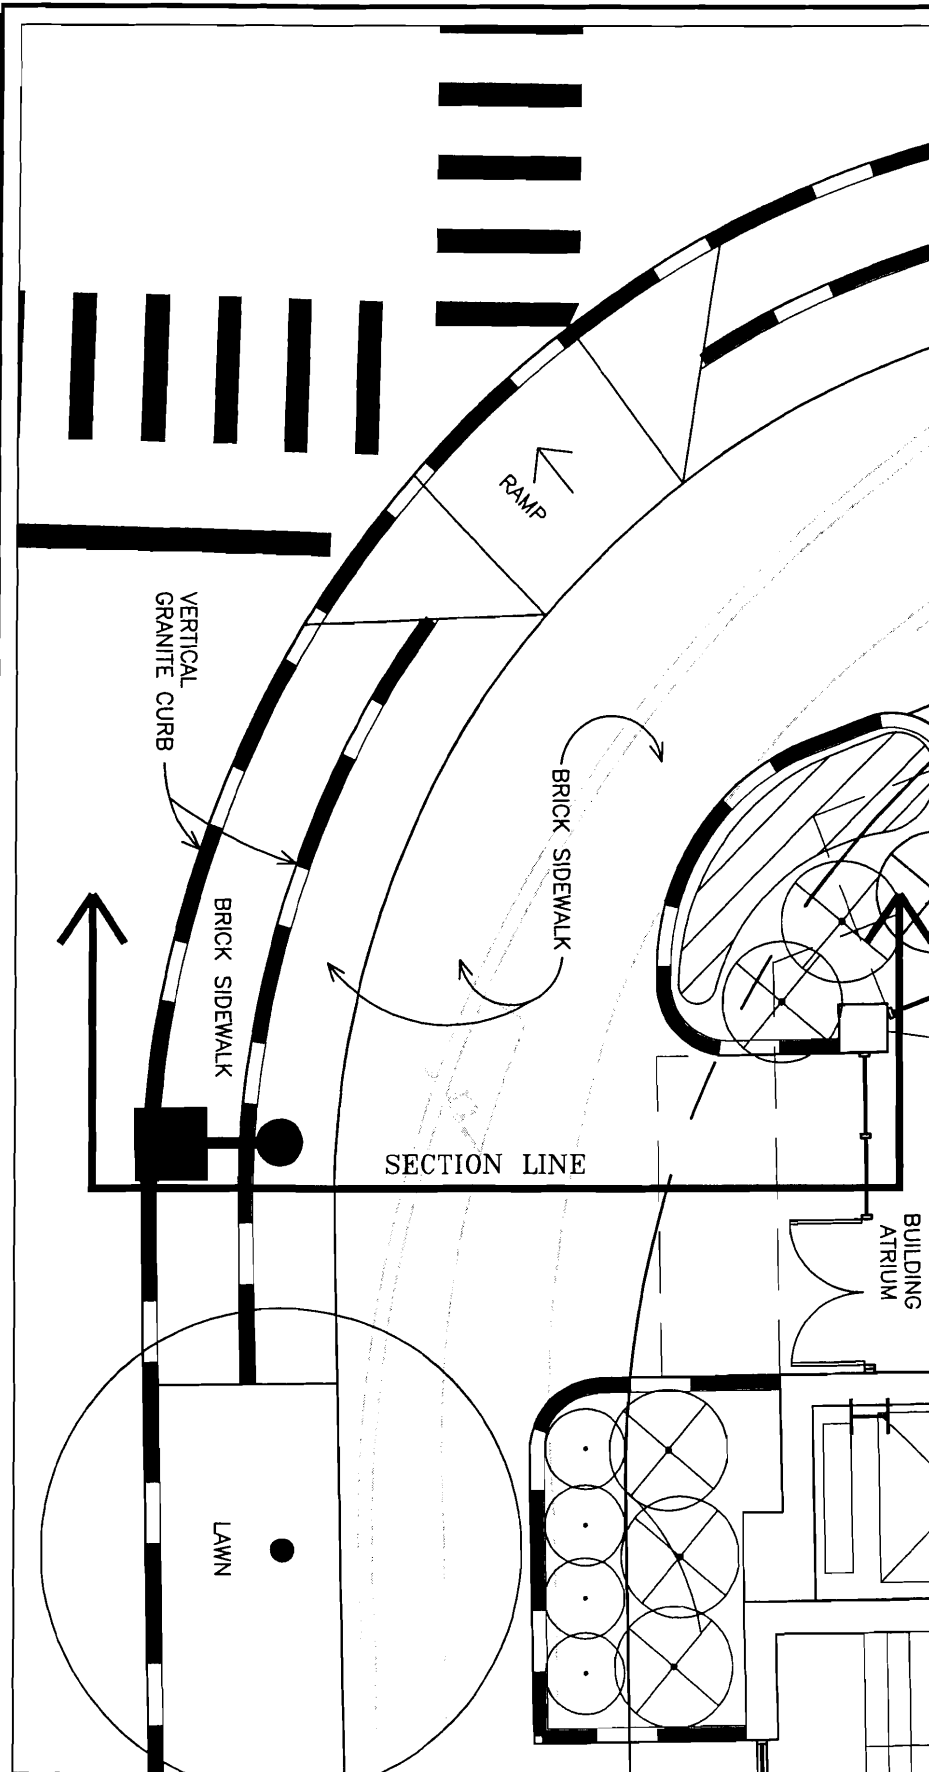 RAMP
VERTICAL
GRANITE CURB
BRICK SIDEWALK
BRICK SIDEWALK
SECTION LINE
BUILDING
ATRIUM
LAWN